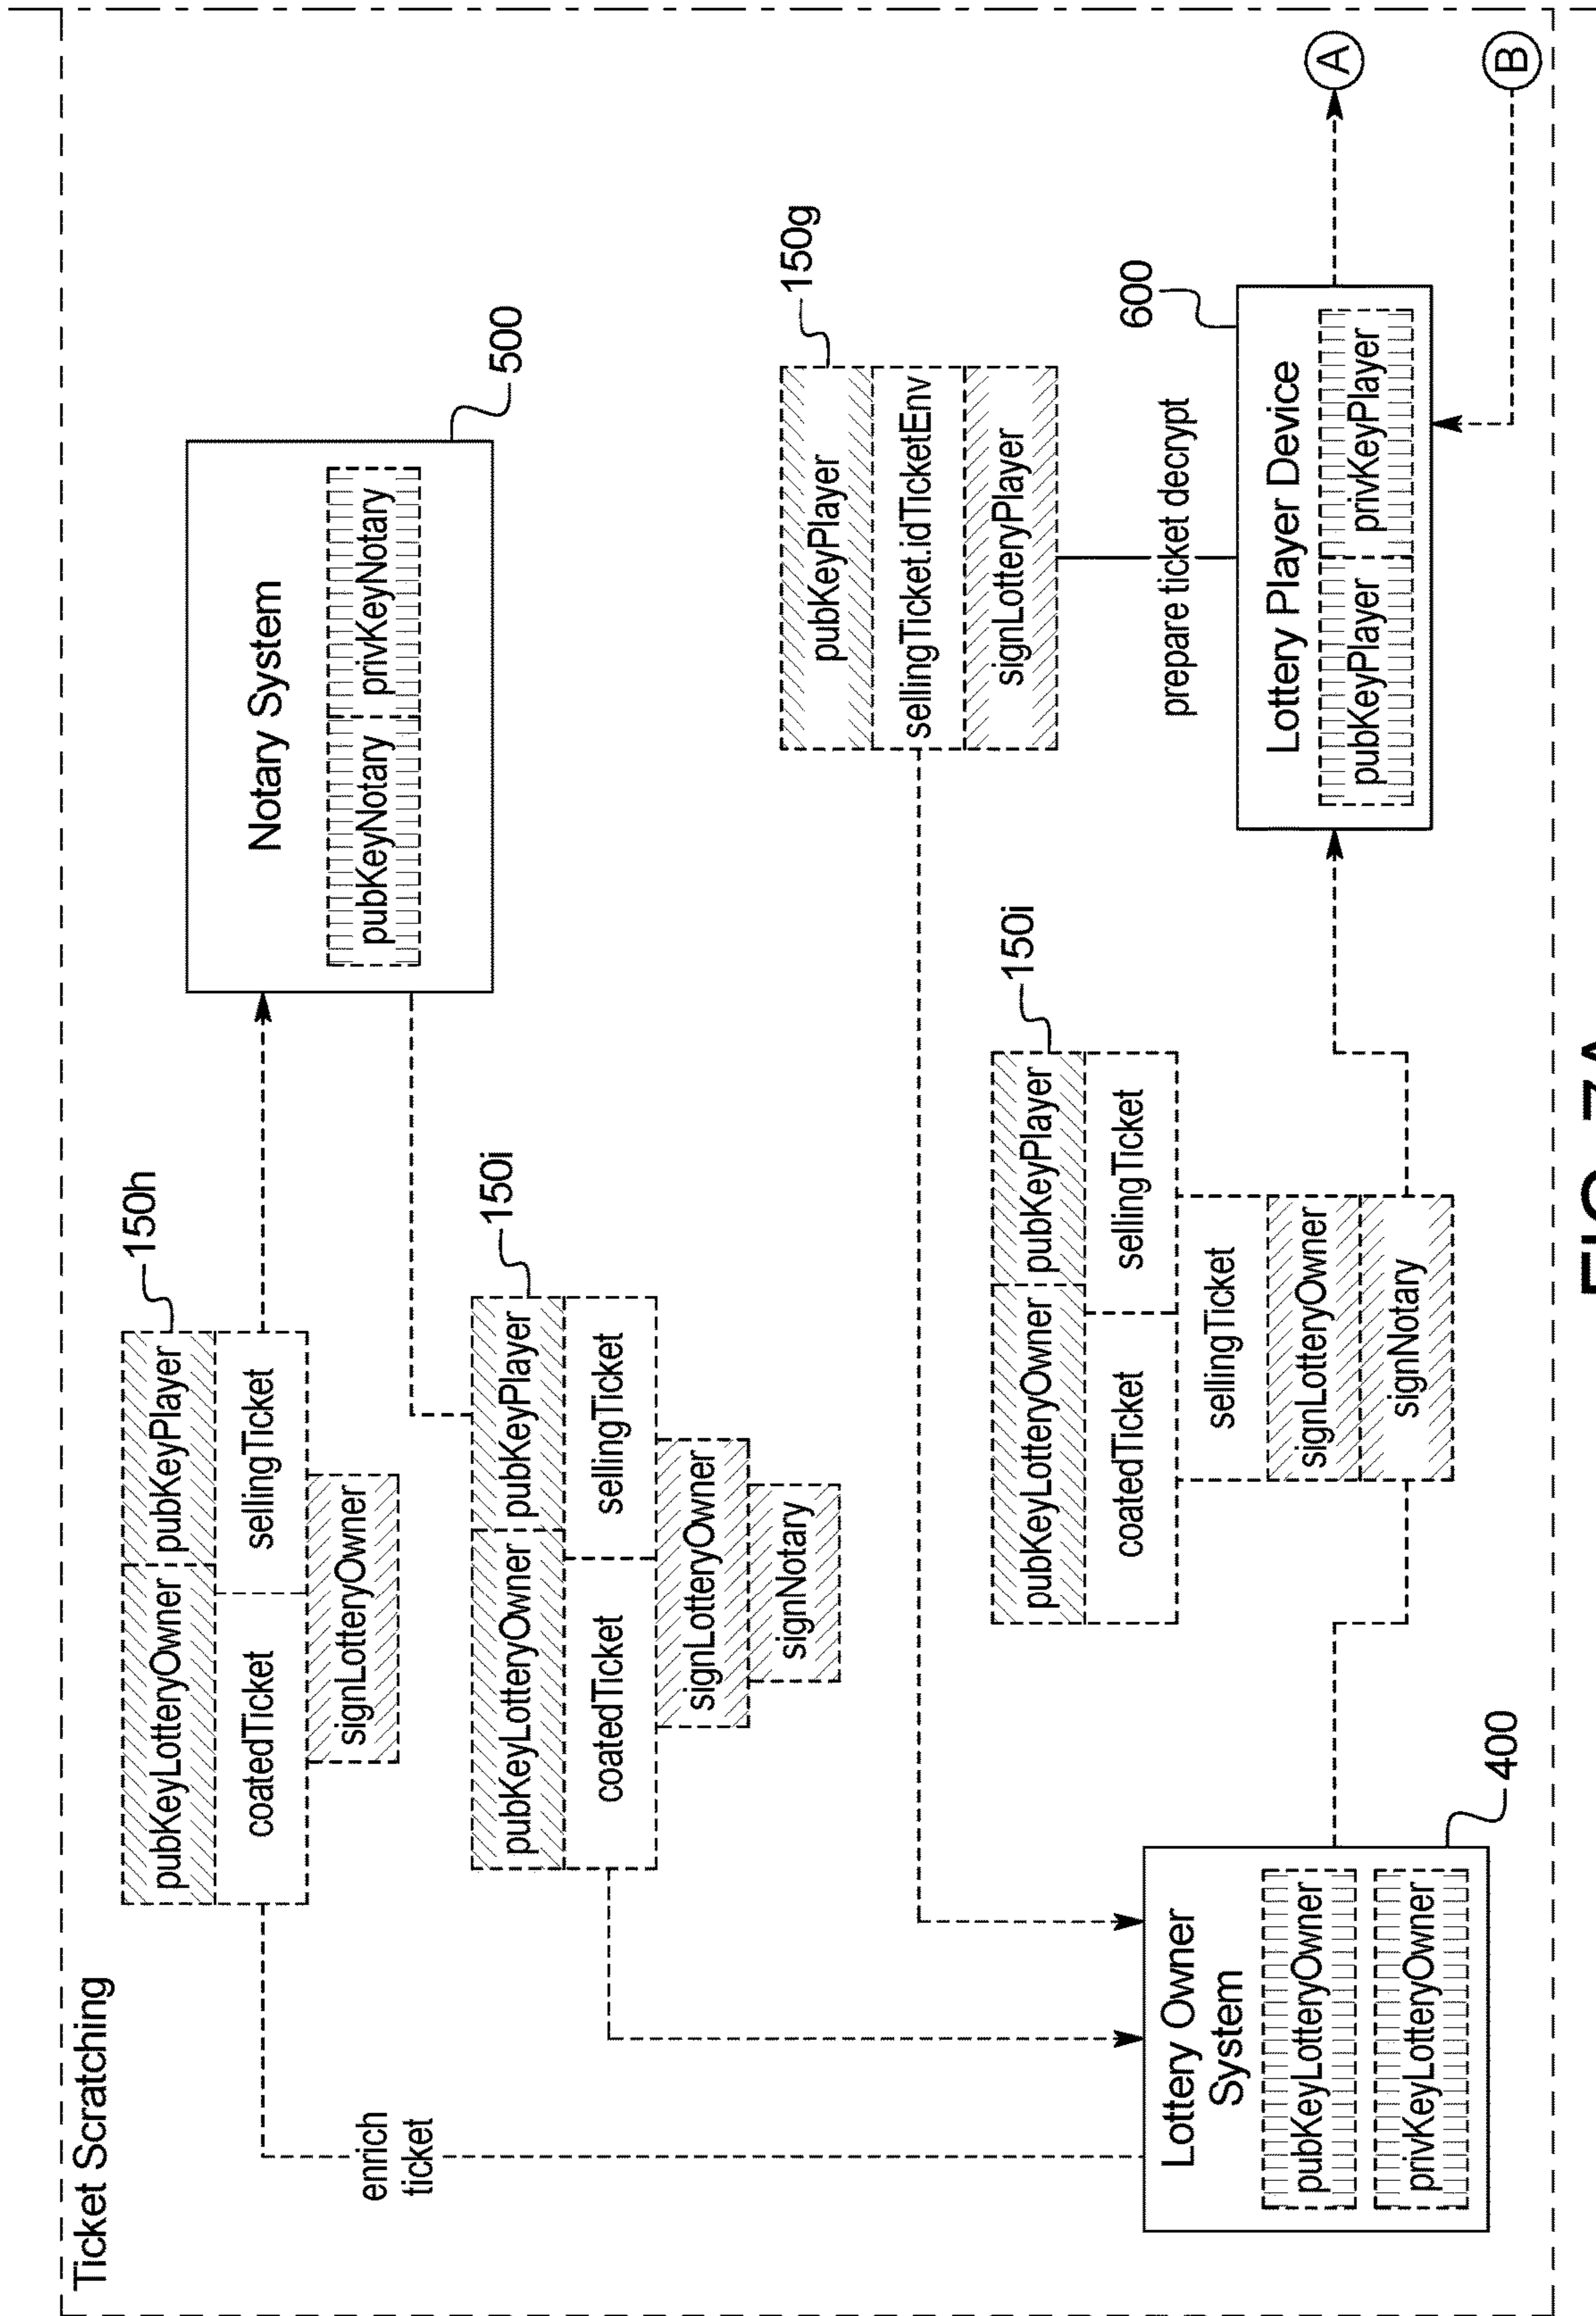 Ticket Scratching
150h
pubKeyLotteryOwner pubKeyPlayer
coatedTicket sellingTicket
signLotteryOwner
enrich
ticket
Notary System
pubKeyNotary privKeyNotary
500
150i
pubKeyLotteryOwner pubKeyPlayer
coatedTicket sellingTicket
signLotteryOwner
signNotary
150g
pubKeyPlayer
sellingTicket.idTicketEnv
signLotteryPlayer
prepare ticket decrypt
150i
pubKeyLotteryOwner pubKeyPlayer
coatedTicket sellingTicket
sellingTicket
signLotteryOwner
signNotary
Lottery Owner
System
pubKeyLotteryOwner
privKeyLotteryOwner
400
600
Lottery Player Device
pubKeyPlayer privKeyPlayer
A
B